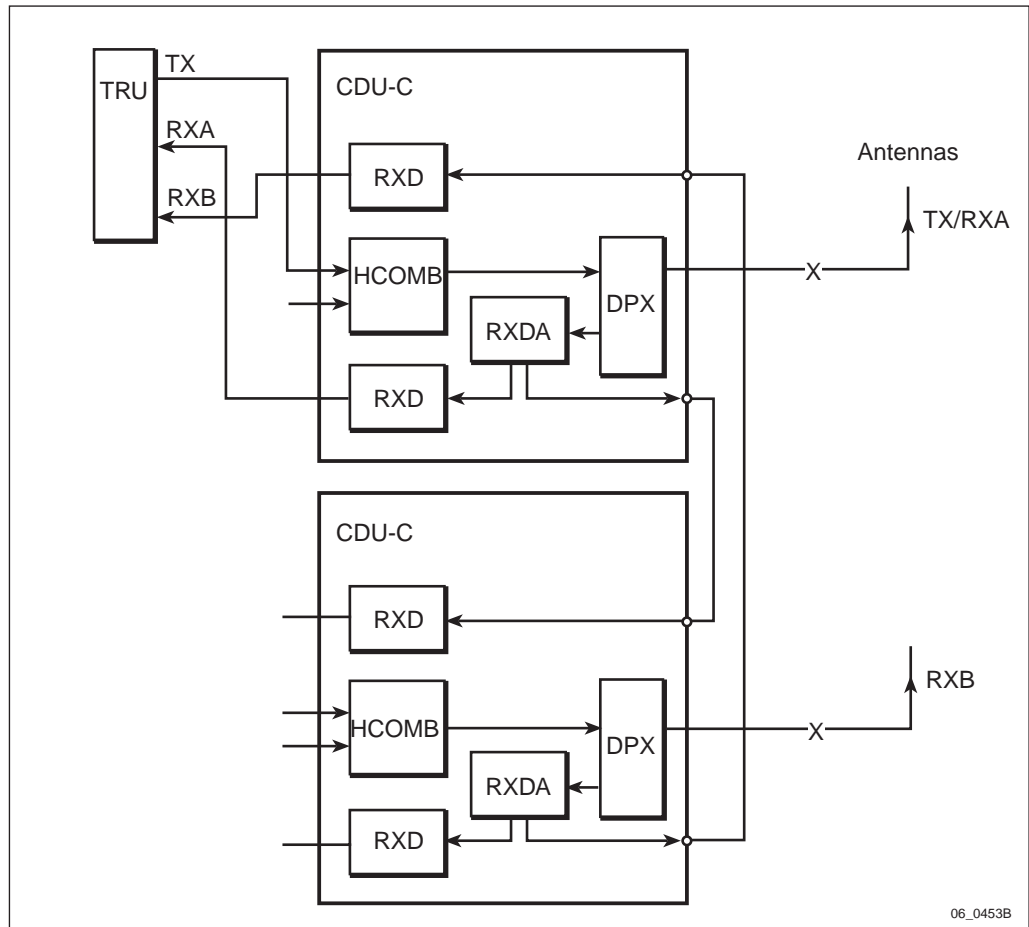 TRU
TX
RXA
RXB
CDU-C
RXD
HCOMB
DPX
RXDA
RXD
Antennas
TX/RXA
X
CDU-C
RXD
HCOMB
DPX
RXDA
RXD
RXB
X
06_0453B